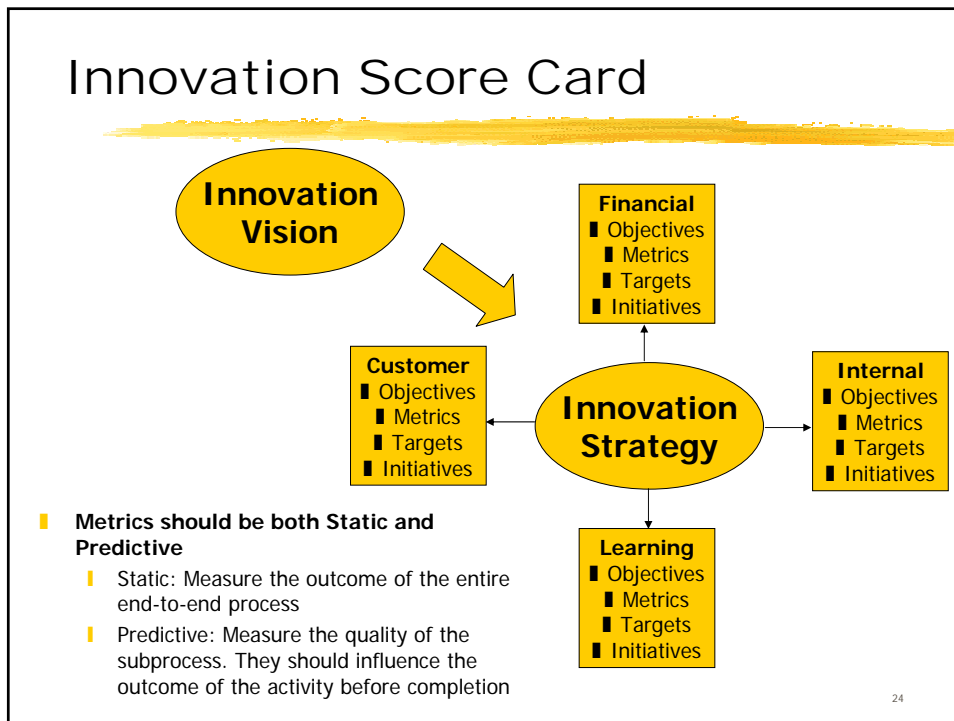 Innovation Score Card
Innovation
Vision
Financial
▮ Objectives
▮ Metrics
▮ Targets
▮ Initiatives
Customer
▮ Objectives
▮ Metrics
▮ Targets
▮ Initiatives
Innovation
Strategy
Internal
▮ Objectives
▮ Metrics
▮ Targets
▮ Initiatives
Learning
▮ Objectives
▮ Metrics
▮ Targets
▮ Initiatives
▮ Metrics should be both Static and
Predictive
▮ Static: Measure the outcome of the entire
end-to-end process
▮ Predictive: Measure the quality of the
subprocess. They should influence the
outcome of the activity before completion
24